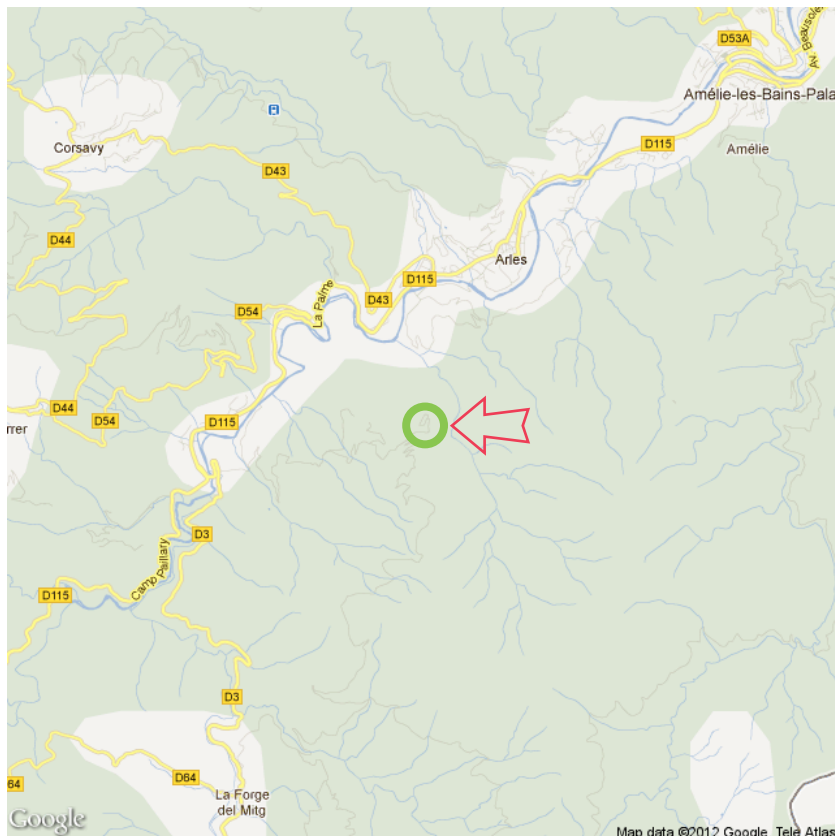 D53A
Av. Beausole
Amélie-les-Bains-Pala
Corsavy
D115
Amélie
D43
D44
Arles
D115
La Palme
D43
D54
D44
D54
D115
rrer
D3
Camp Paillary
D115
D3
D64
64
La Forge
del Mitg
Google
Map data ©2012 Google, Tele Atlas